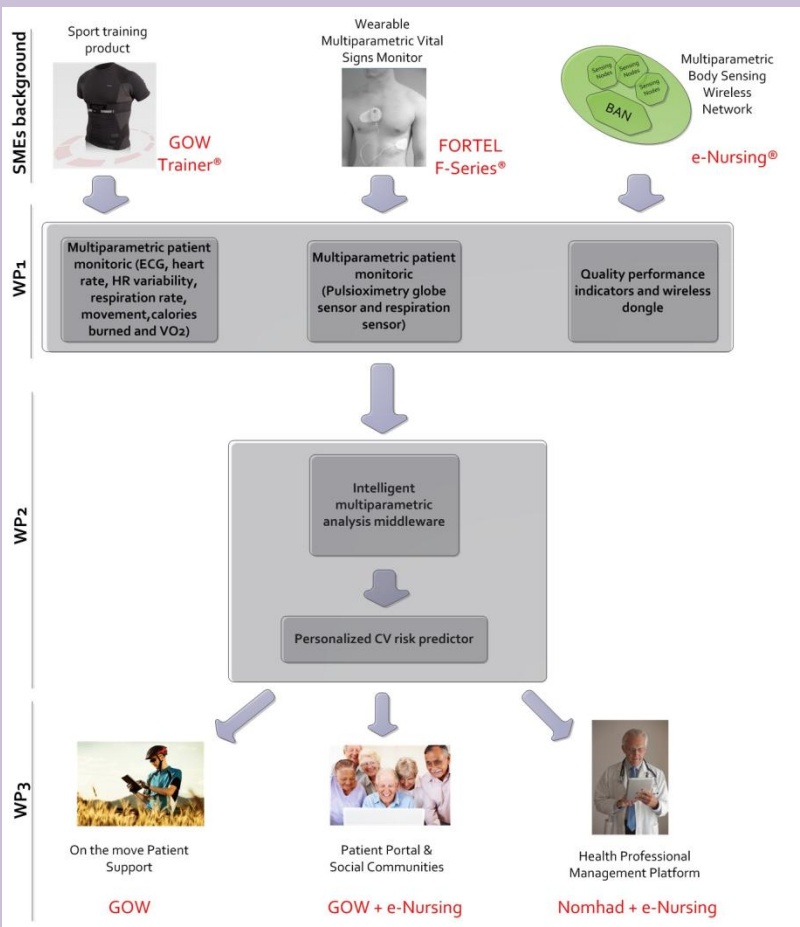 SMEs background
Sport training
product
GOW
Trainer®
Wearable
Multiparametric Vital
Signs Monitor
FORTEL
F-Series®
Sensing
Nodes
Sensing
Nodes
Sensing
Nodes
BAN
Multiparametric
Body Sensing
Wireless
Network
e-Nursing®
WP1
Multiparametric patient
monitoric (ECG, heart
rate, HR variability,
respiration rate,
movement,calories
burned and VO2)
Multiparametric patient
monitoric
(Pulsioximetry globe
sensor and respiration
sensor)
Quality performance
indicators and wireless
dongle
WP2
Intelligent
multiparametric
analysis middleware
Personalized CV risk predictor
WP3
On the move Patient
Support
GOW
Patient Portal &
Social Communities
GOW + e-Nursing
Health Professional
Management Platform
Nomhad + e-Nursing